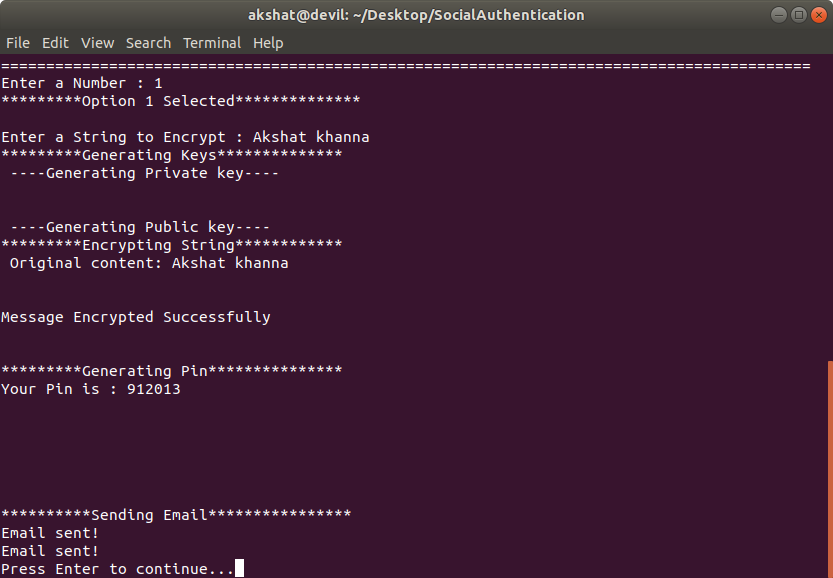 akshat@devil: ~/Desktop/SocialAuthentication
File Edit View Search Terminal Help
==========================================================================================
Enter a Number : 1
*********Option 1 Selected**************
Enter a String to Encrypt : Akshat khanna
*********Generating Keys**************
----Generating Private key----
----Generating Public key----
*********Encrypting String************
Original content: Akshat khanna
Message Encrypted Successfully
*********Generating Pin***************
Your Pin is : 912013
**********Sending Email****************
Email sent!
Email sent!
Press Enter to continue...